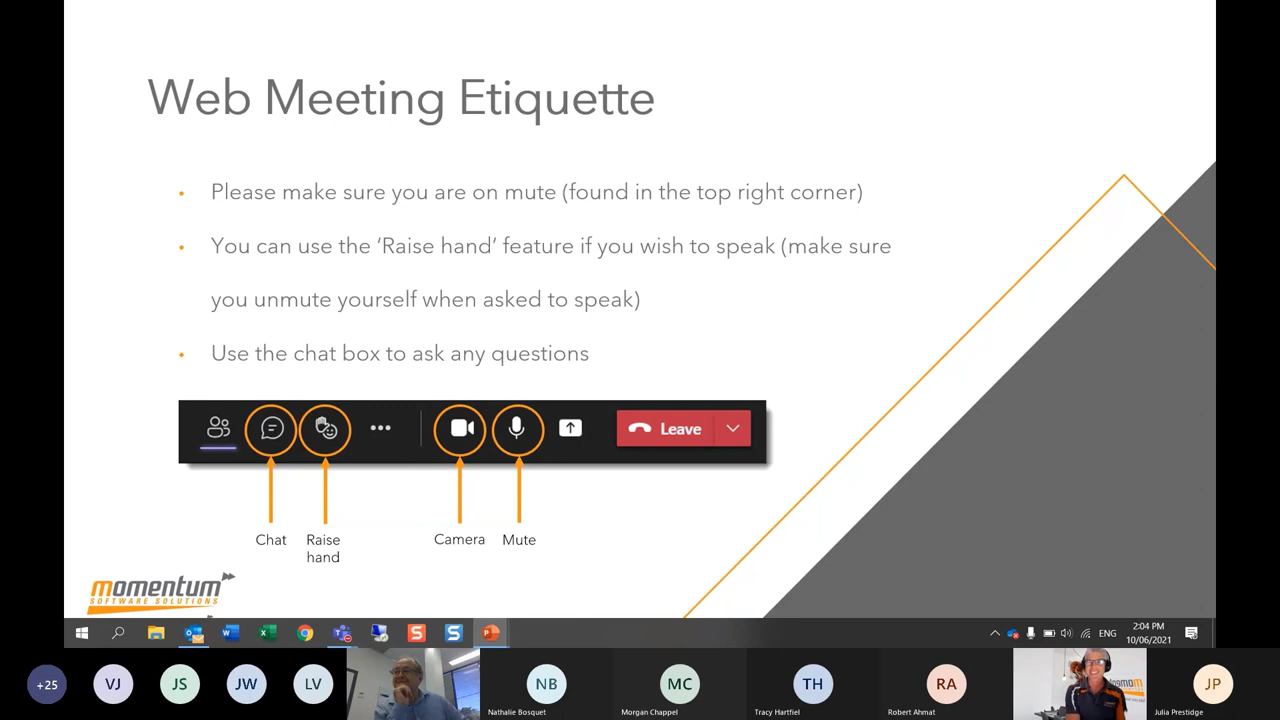 Web Meeting Etiquette
• Please make sure you are on mute (found in the top right corner)
• You can use the ‘Raise hand’ feature if you wish to speak (make sure
you unmute yourself when asked to speak)
• Use the chat box to ask any questions
Leave
Chat
Raise
hand
Camera
Mute
momentum
SOFTWARE SOLUTIONS
ENG
2:04 PM
10/06/2021
+25
VJ
JS
JW
LV
NB
Nathalie Bosquet
MC
Morgan Chappel
TH
Tracy Hartfiel
RA
Robert Ahmat
JP
Julia Prestidge